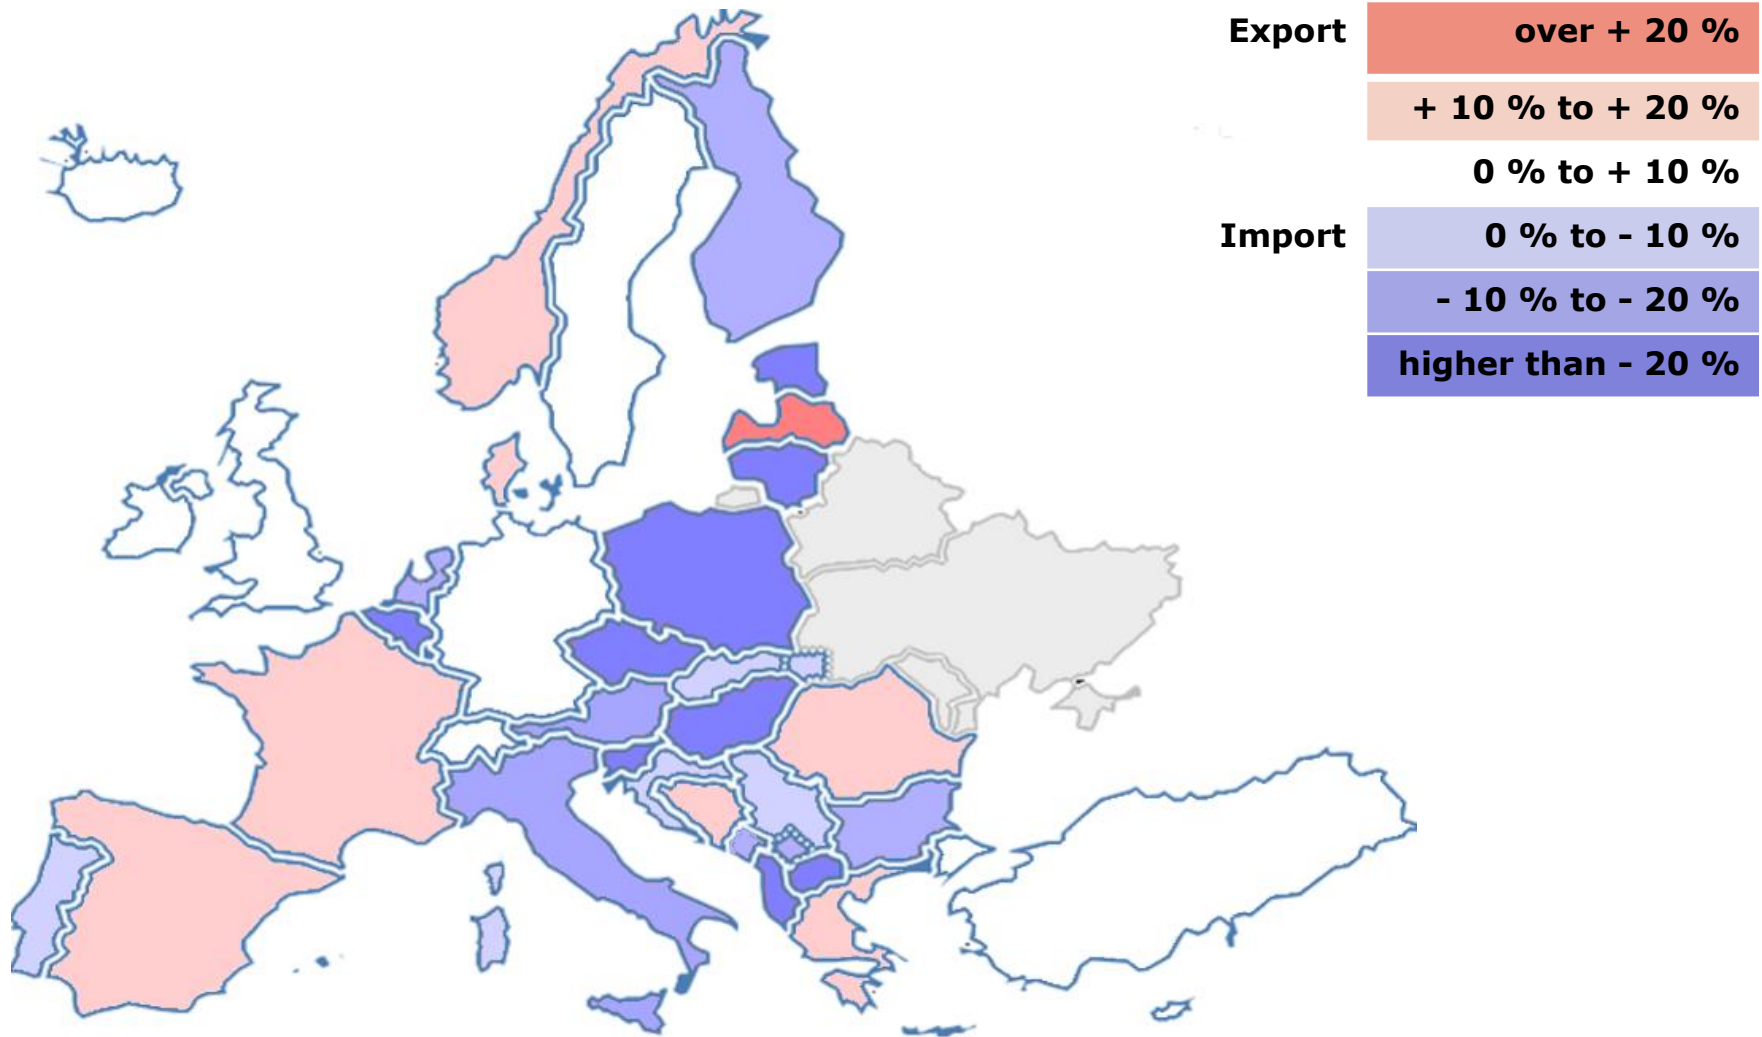 Export over + 20 %
+ 10 % to + 20 %
0 % to + 10 %
Import 0 % to - 10 %
- 10 % to - 20 %
higher than - 20 %